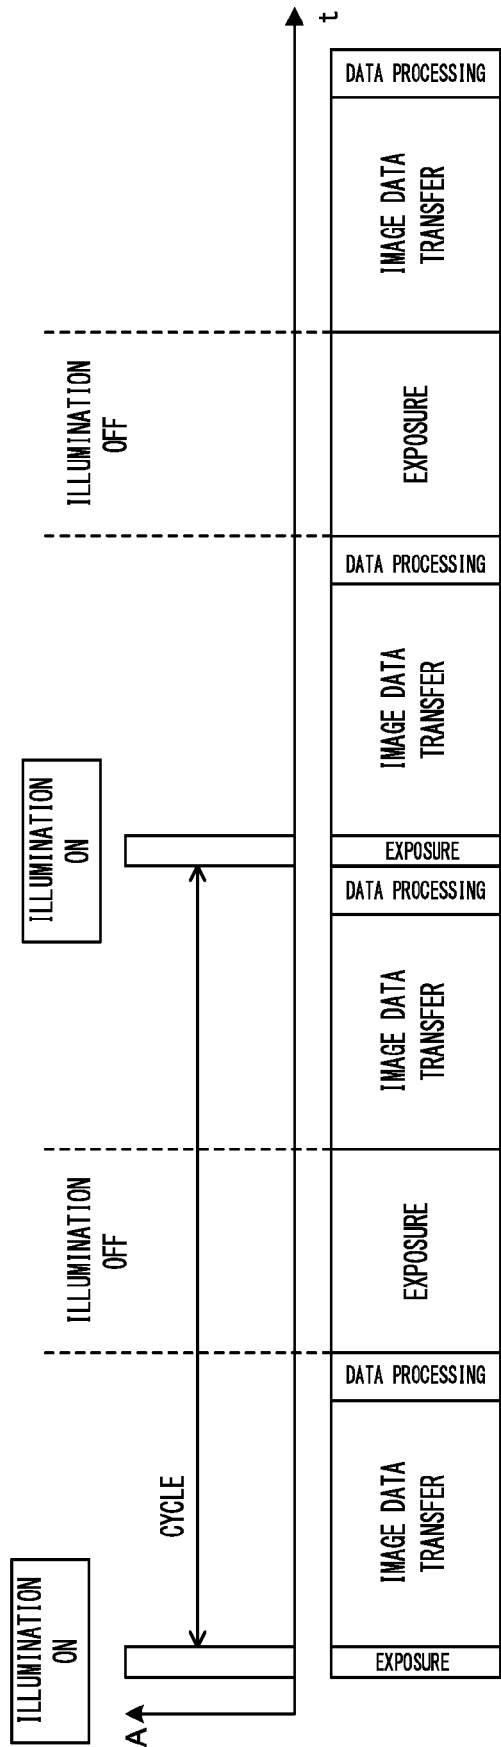 ILLUMINATION
ON
ILLUMINATION
OFF
ILLUMINATION
ON
ILLUMINATION
OFF
A
CYCLE
t
EXPOSURE
IMAGE DATA
TRANSFER
DATA PROCESSING
EXPOSURE
IMAGE DATA
TRANSFER
DATA PROCESSING
EXPOSURE
IMAGE DATA
TRANSFER
DATA PROCESSING
EXPOSURE
IMAGE DATA
TRANSFER
DATA PROCESSING